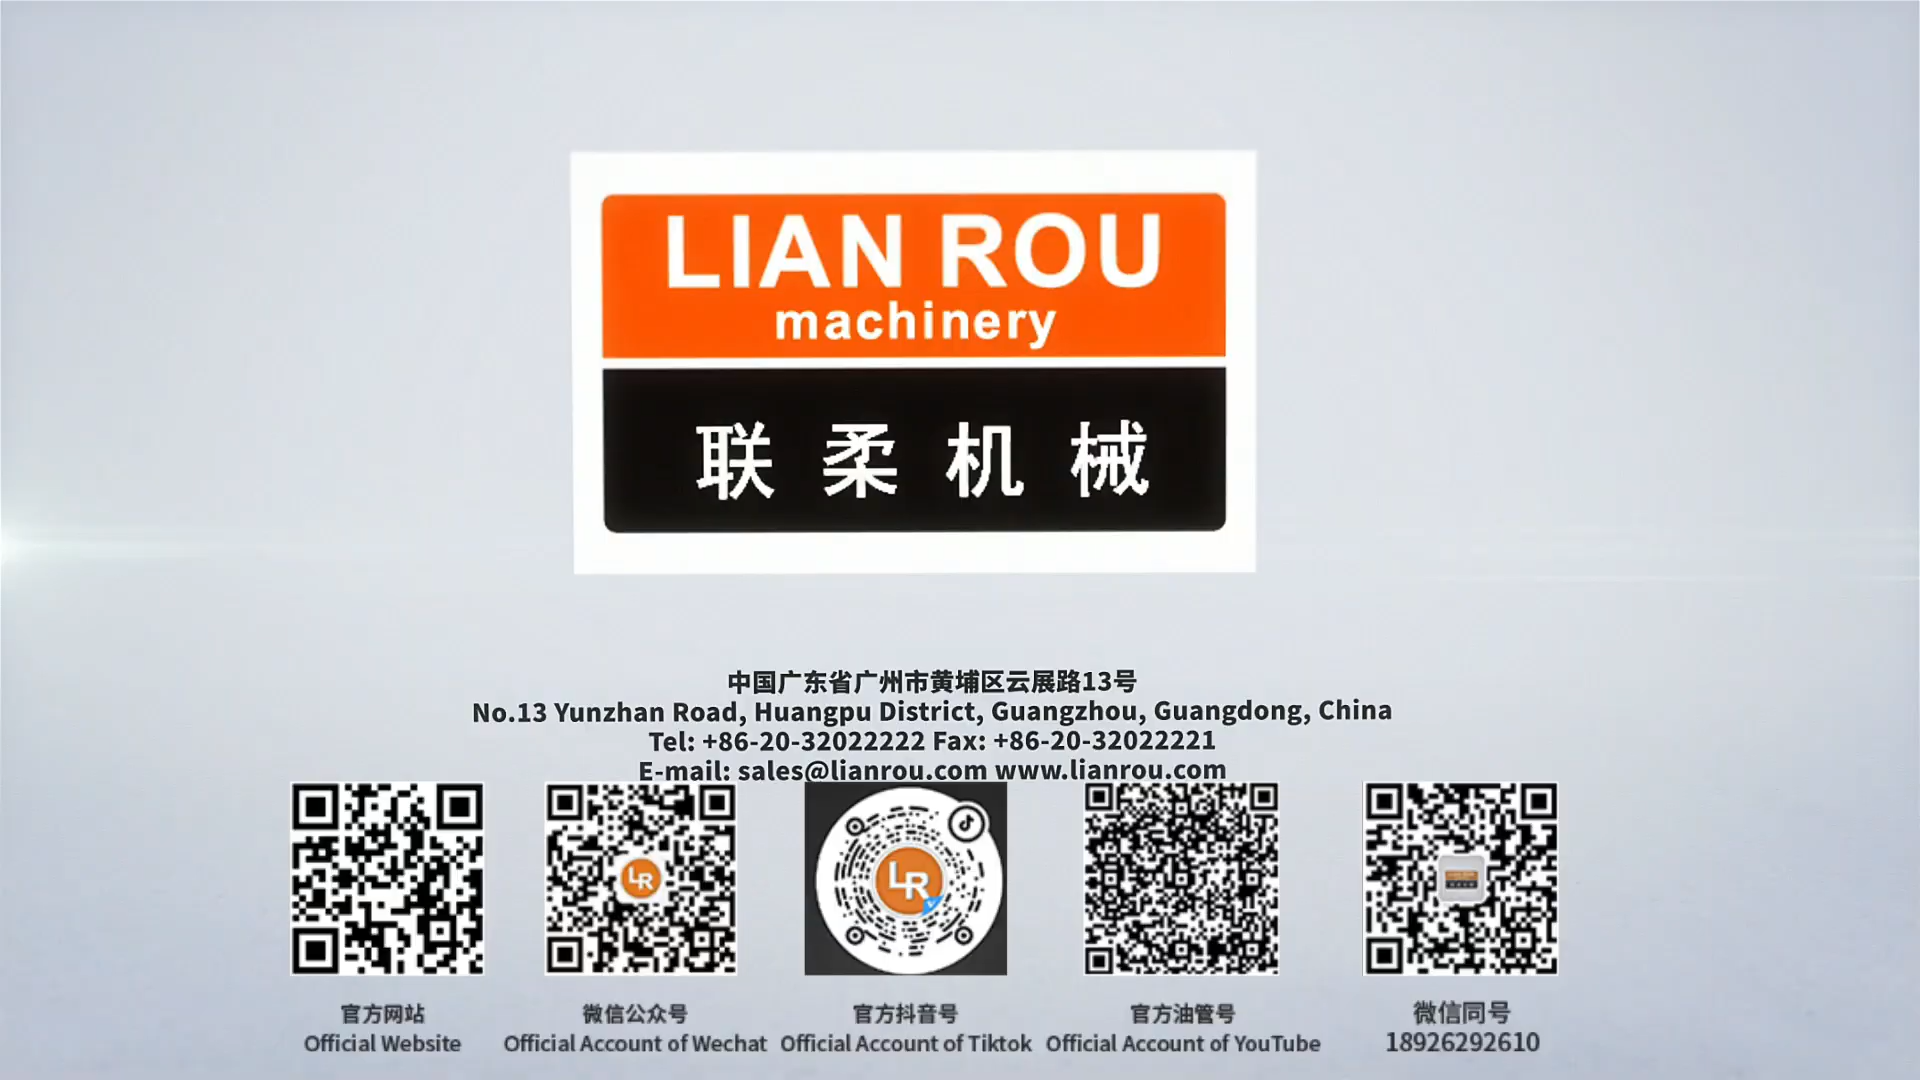 LIAN ROU
machinery
联柔机械
中国广东省广州市黄埔区云展路13号
No.13 Yunzhan Road, Huangpu District, Guangzhou, Guangdong, China
Tel: +86-20-32022222 Fax: +86-20-32022221
E-mail: sales@lianrou.com www.lianrou.com
LR
LR
官方网站
Official Website
微信公众号
Official Account of Wechat
官方抖音号
Official Account of Tiktok
官方油管号
Official Account of YouTube
微信同号
18926292610